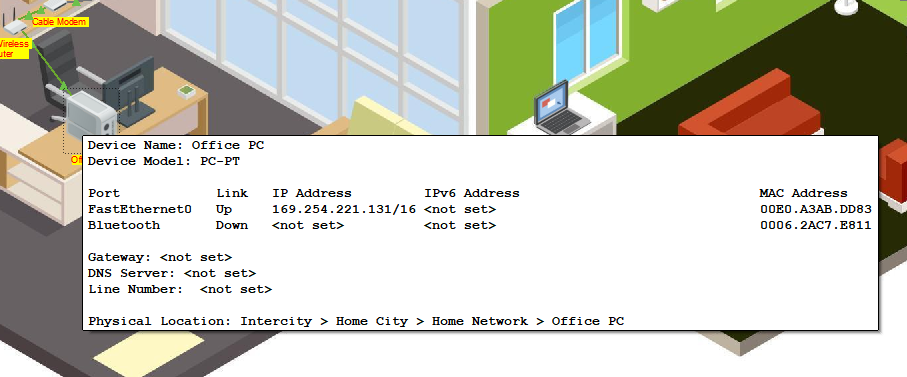 Cable Modem
Wireless
uter
Of
Device Name: Office PC
Device Model: PC-PT
Port Link IP Address IPv6 Address MAC Address
FastEthernet0 Up 169.254.221.131/16 <not set> 00E0.A3AB.DD83
Bluetooth Down <not set> <not set> 0006.2AC7.E811
Gateway: <not set>
DNS Server: <not set>
Line Number: <not set>
Physical Location: Intercity > Home City > Home Network > Office PC